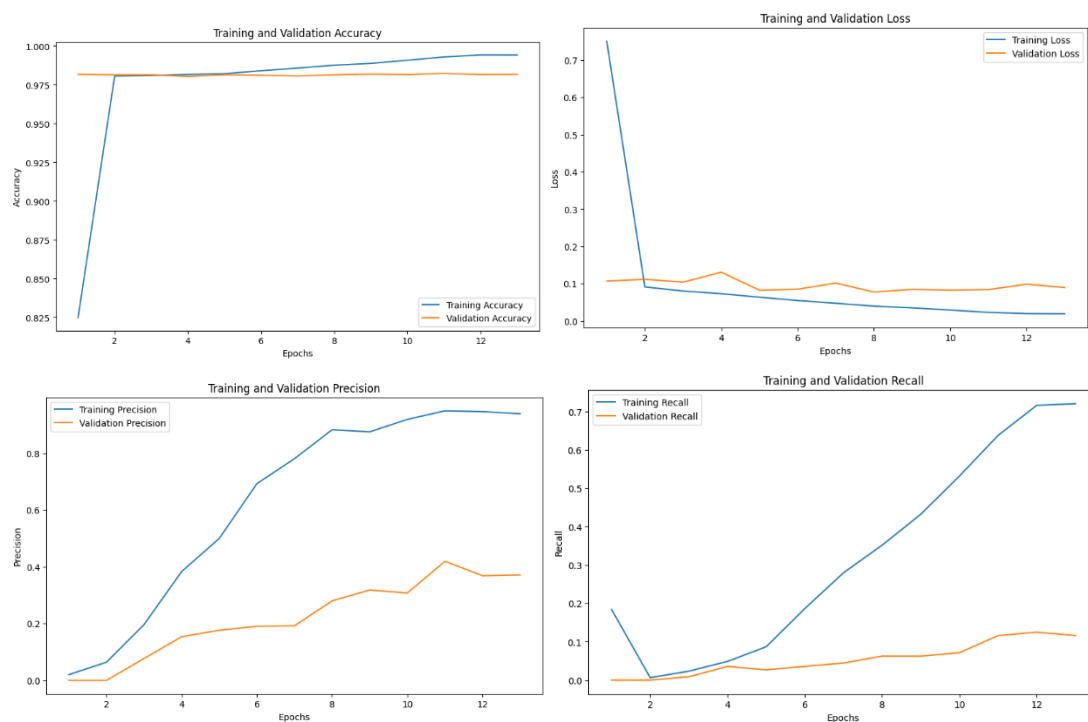 Training and Validation Accuracy
1.000
0.975
0.950
0.925
0.900
0.875
0.850
0.825
Accuracy
Training Accuracy
Validation Accuracy
2 4 6 8 10 12
Epochs
Training and Validation Loss
Training Loss
Validation Loss
0.7
0.6
0.5
0.4
0.3
0.2
0.1
0.0
Loss
2 4 6 8 10 12
Epochs
Training and Validation Precision
Training Precision
Validation Precision
0.8
0.6
0.4
0.2
0.0
Precision
2 4 6 8 10 12
Epochs
Training and Validation Recall
Training Recall
Validation Recall
0.7
0.6
0.5
0.4
0.3
0.2
0.1
0.0
Recall
2 4 6 8 10 12
Epochs